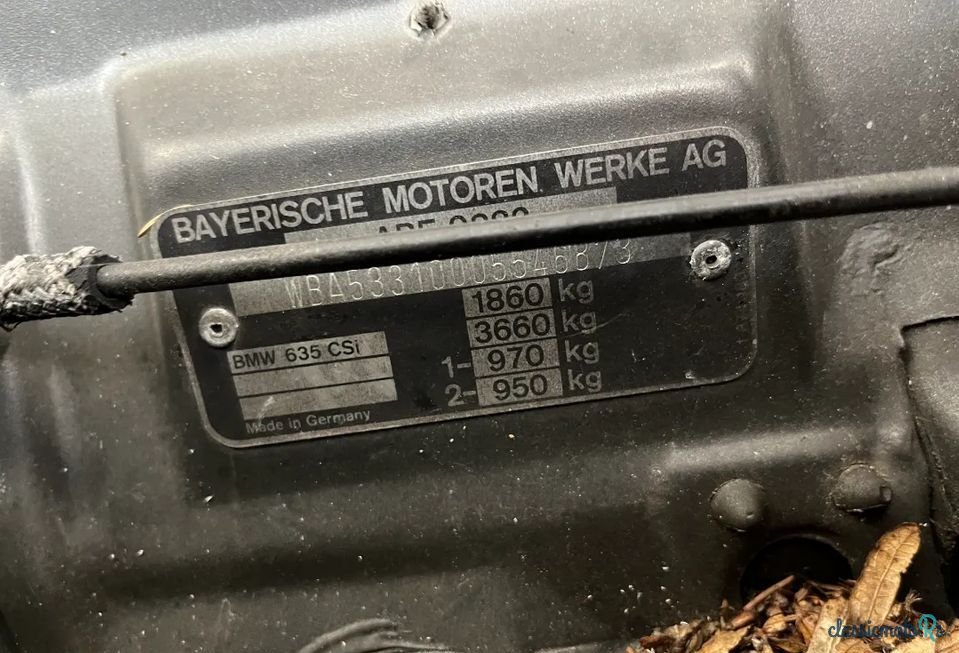 BAYERISCHE MOTOREN WERKE AG
1860 kg
3660 kg
1- 970 kg
2- 950 kg
BMW 635 CSi
Made in Germany